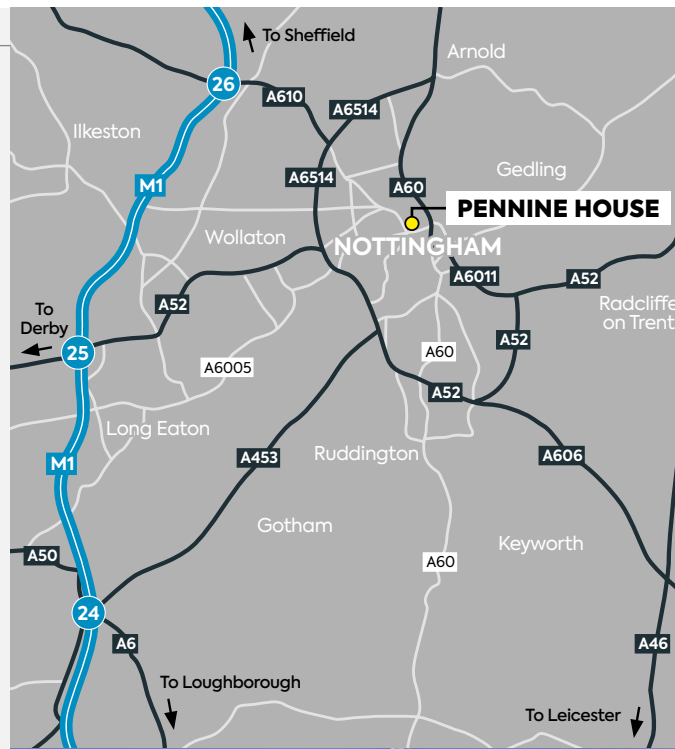 To Sheffield
Arnold
26
A610
A6514
Ilkeston
Gedling
A6514
M1
A60
PENNINE HOUSE
Wollaton
NOTTINGHAM
A6011
A52
To
Derby
A52
Radcliffe
on Trent
25
A52
A60
A6005
A52
Long Eaton
A453
Ruddington
A606
M1
Gotham
Keyworth
A50
A60
24
A6
A46
To Loughborough
To Leicester